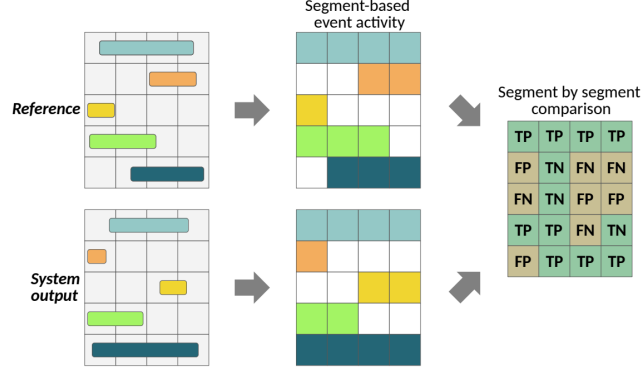 Segment-based
event activity
Reference
System
output
Segment by segment
comparison
TP TP TP TP
FP TN FN FN
FN TN FP FP
TP TP FN TN
FP TP TP TP